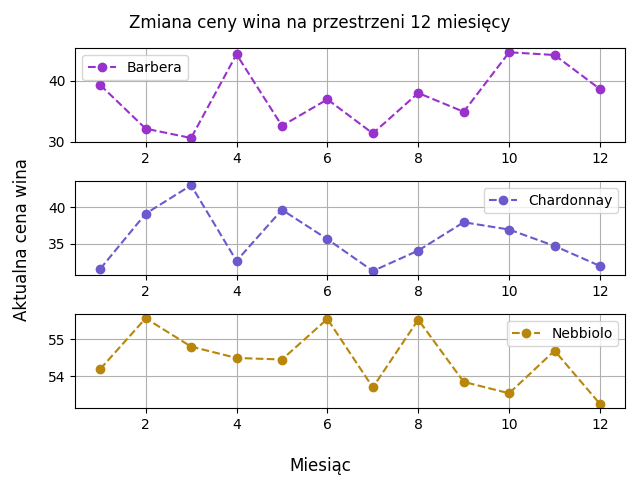 Zmiana ceny wina na przestrzeni 12 miesięcy
Aktualna cena wina
40
30
Barbera
2 4 6 8 10 12
40
35
Chardonnay
2 4 6 8 10 12
55
54
Nebbiolo
2 4 6 8 10 12
Miesiąc